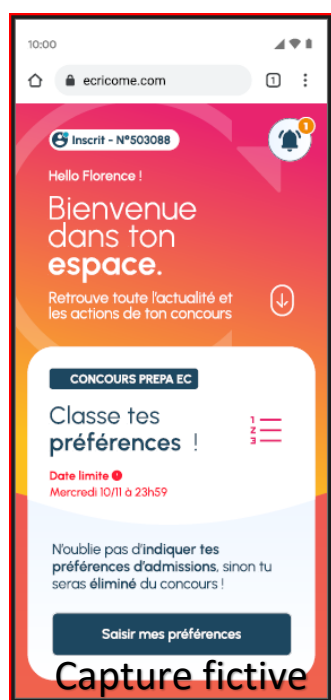 10:00
ecricome.com
1
Inscrit - N°503088
1
Hello Florence !
Bienvenue
dans ton
espace.
Retrouve toute l'actualité et
les actions de ton concours
CONCOURS PREPA EC
Classe tes
préférences !
1
2
3
Date limite
Mercredi 10/11 à 23h59
N'oublie pas d'indiquer tes
préférences d'admissions, sinon tu
seras éliminé du concours !
Saisir mes préférences
Capture fictive